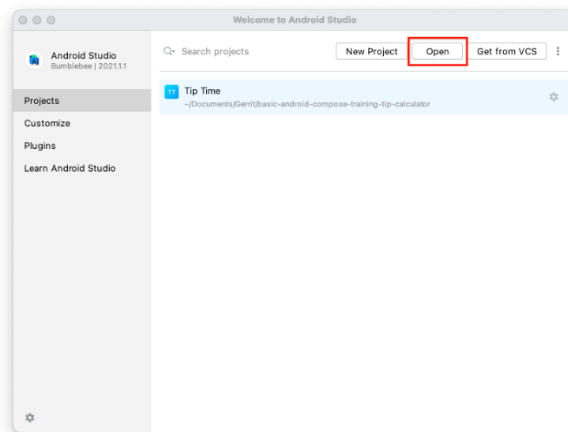 Welcome to Android Studio
Android Studio
Bumblebee | 2021.1.1
Search projects
New Project
Open
Get from VCS
Projects
Customize
Plugins
Learn Android Studio
TT
Tip Time
~/Documents/Gerrit/basic-android-compose-training-tip-calculator